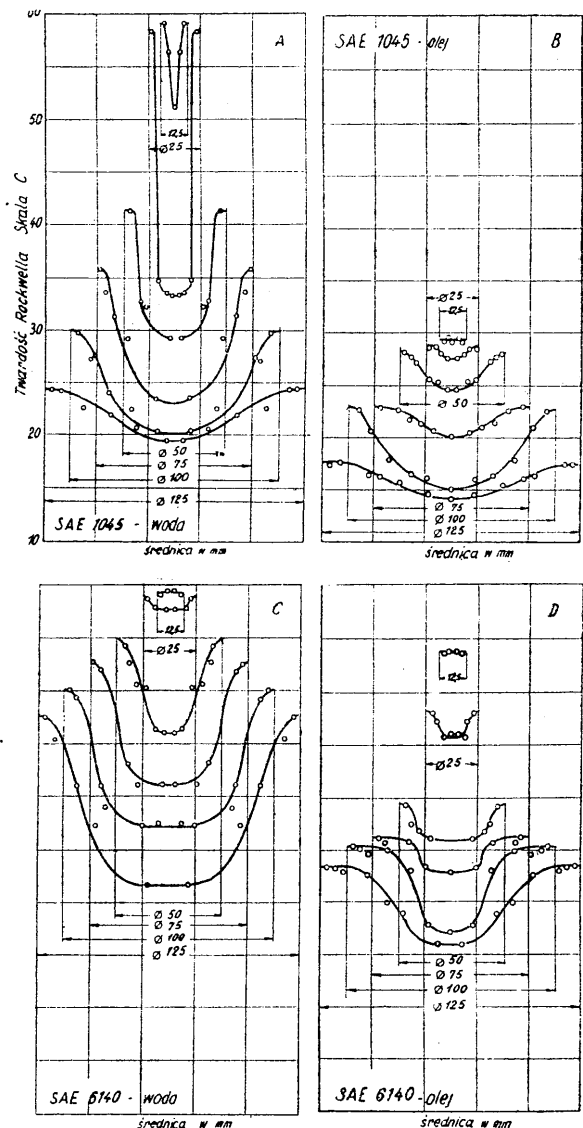 Twardość Rockwella Skala C
60
50
40
30
20
10
A
12,5
Ø 25
Ø 50
Ø 75
Ø 100
Ø 125
SAE 1045 - woda
średnica w mm
SAE 1045 - olej
B
Ø 25
12,5
Ø 50
Ø 75
Ø 100
Ø 125
średnica w mm
C
12,5
Ø 25
Ø 50
Ø 75
Ø 100
Ø 125
SAE 6140 - woda
średnica w mm
D
12,5
Ø 25
Ø 50
Ø 75
Ø 100
Ø 125
SAE 6140 - olej
średnica w mm